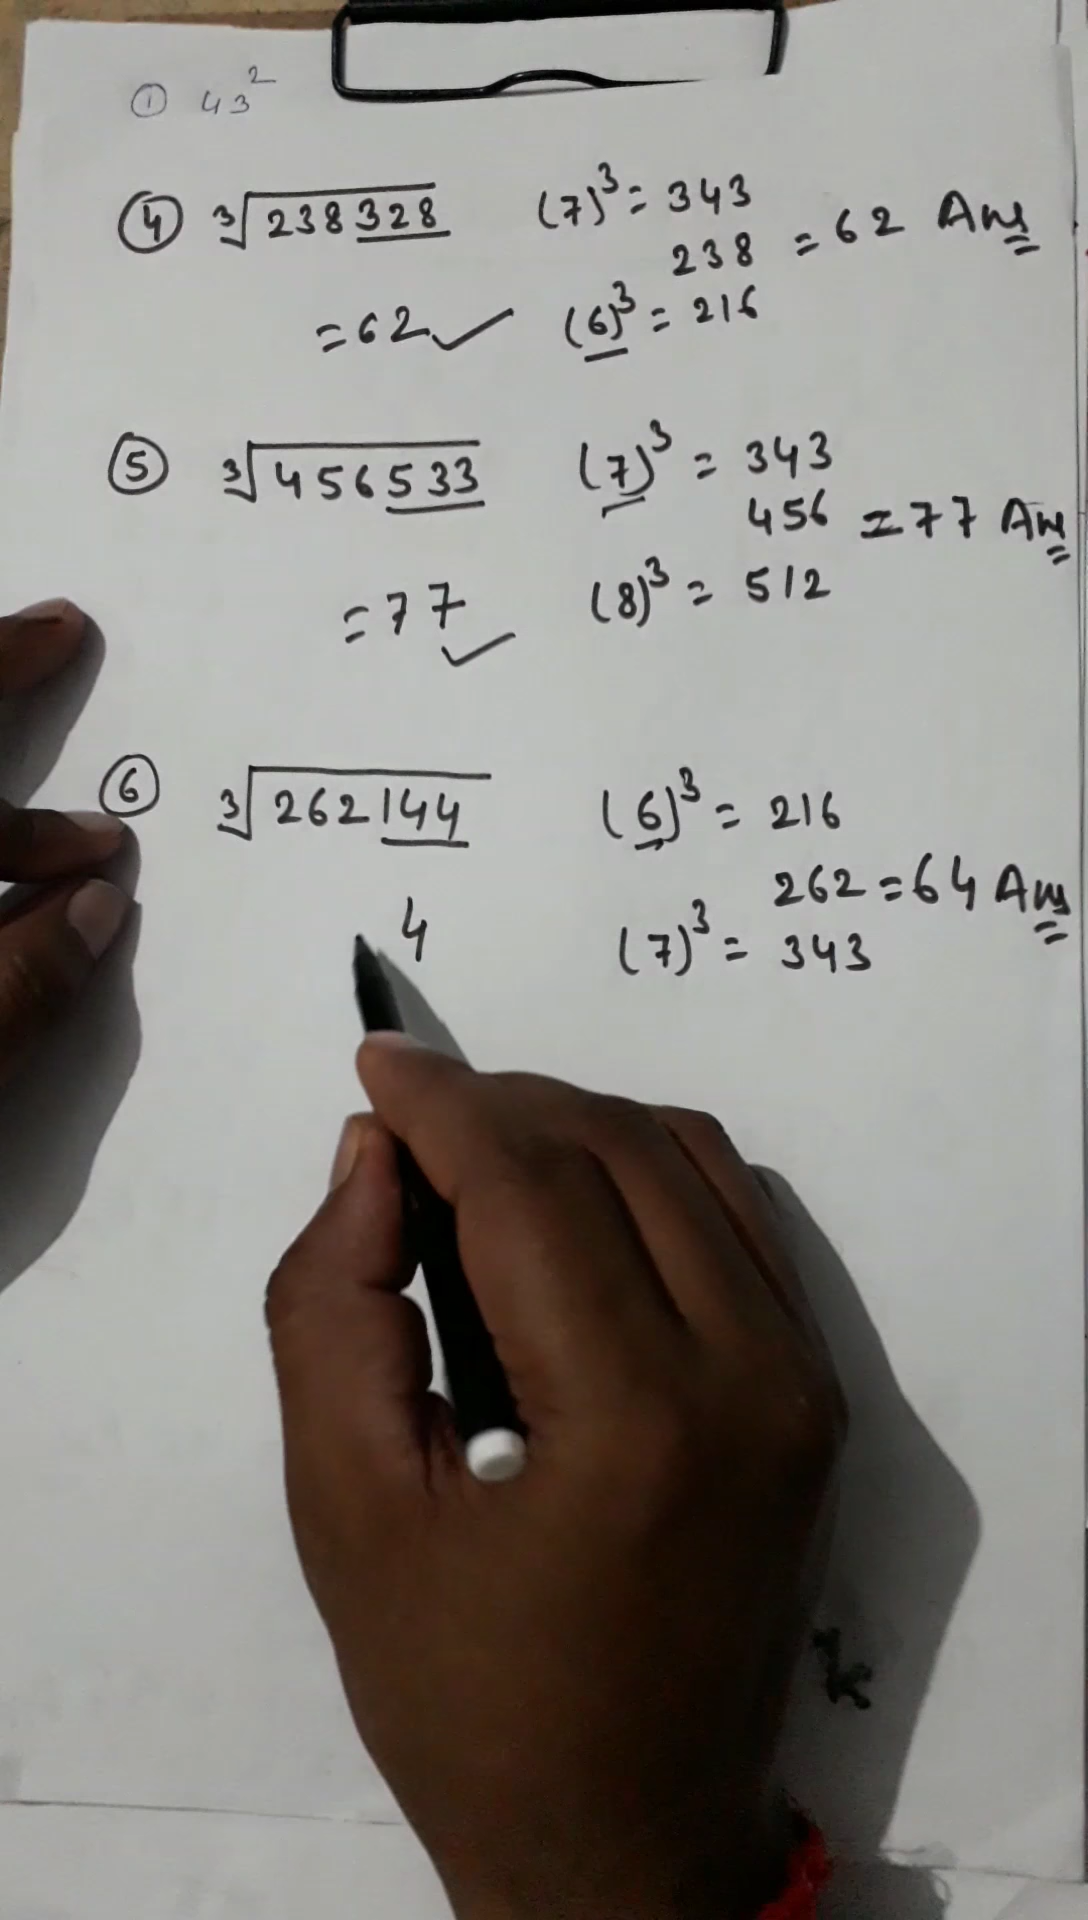 ① 43²
④ ∛238328 (7)³ = 343
238 = 62 Ans
= 62 ✓ (6)³ = 216
⑤ ∛456533 (7)³ = 343
456 = 77 Ans
= 77 ✓ (8)³ = 512
⑥ ∛262144 (6)³ = 216
262 = 64 Ans
4 (7)³ = 343